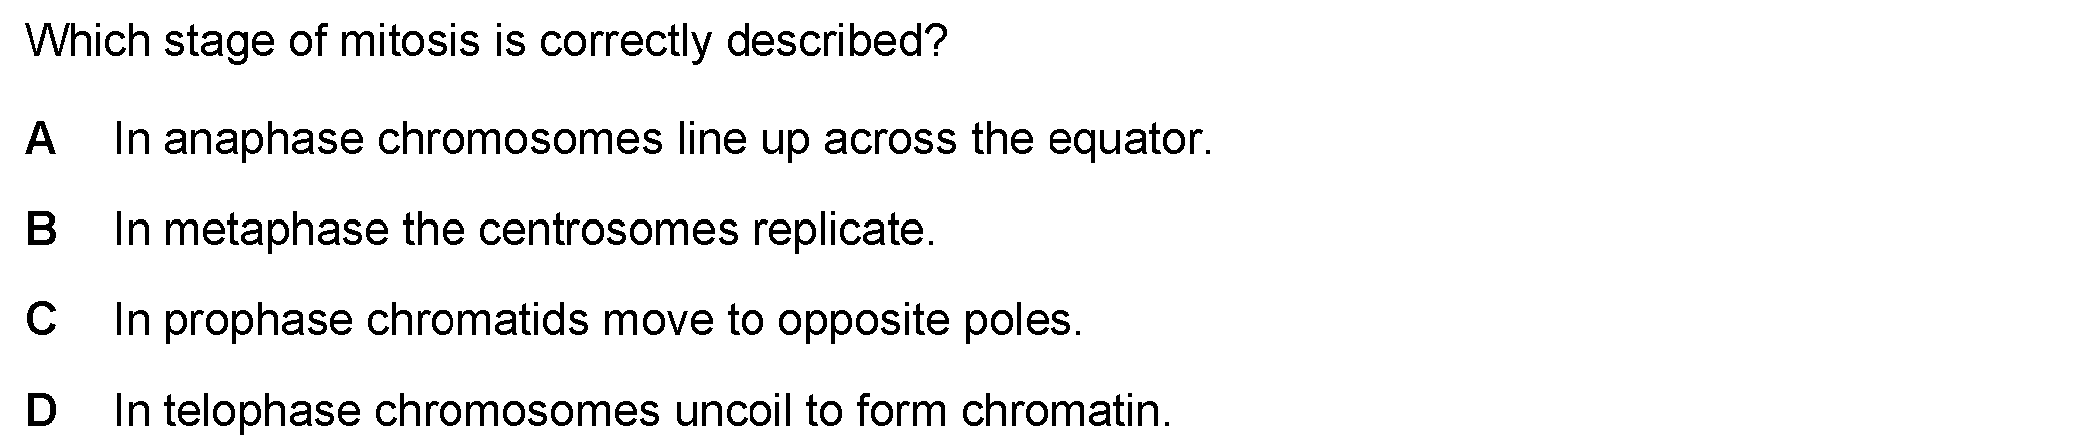 Which stage of mitosis is correctly described?
A In anaphase chromosomes line up across the equator.
B In metaphase the centrosomes replicate.
C In prophase chromatids move to opposite poles.
D In telophase chromosomes uncoil to form chromatin.